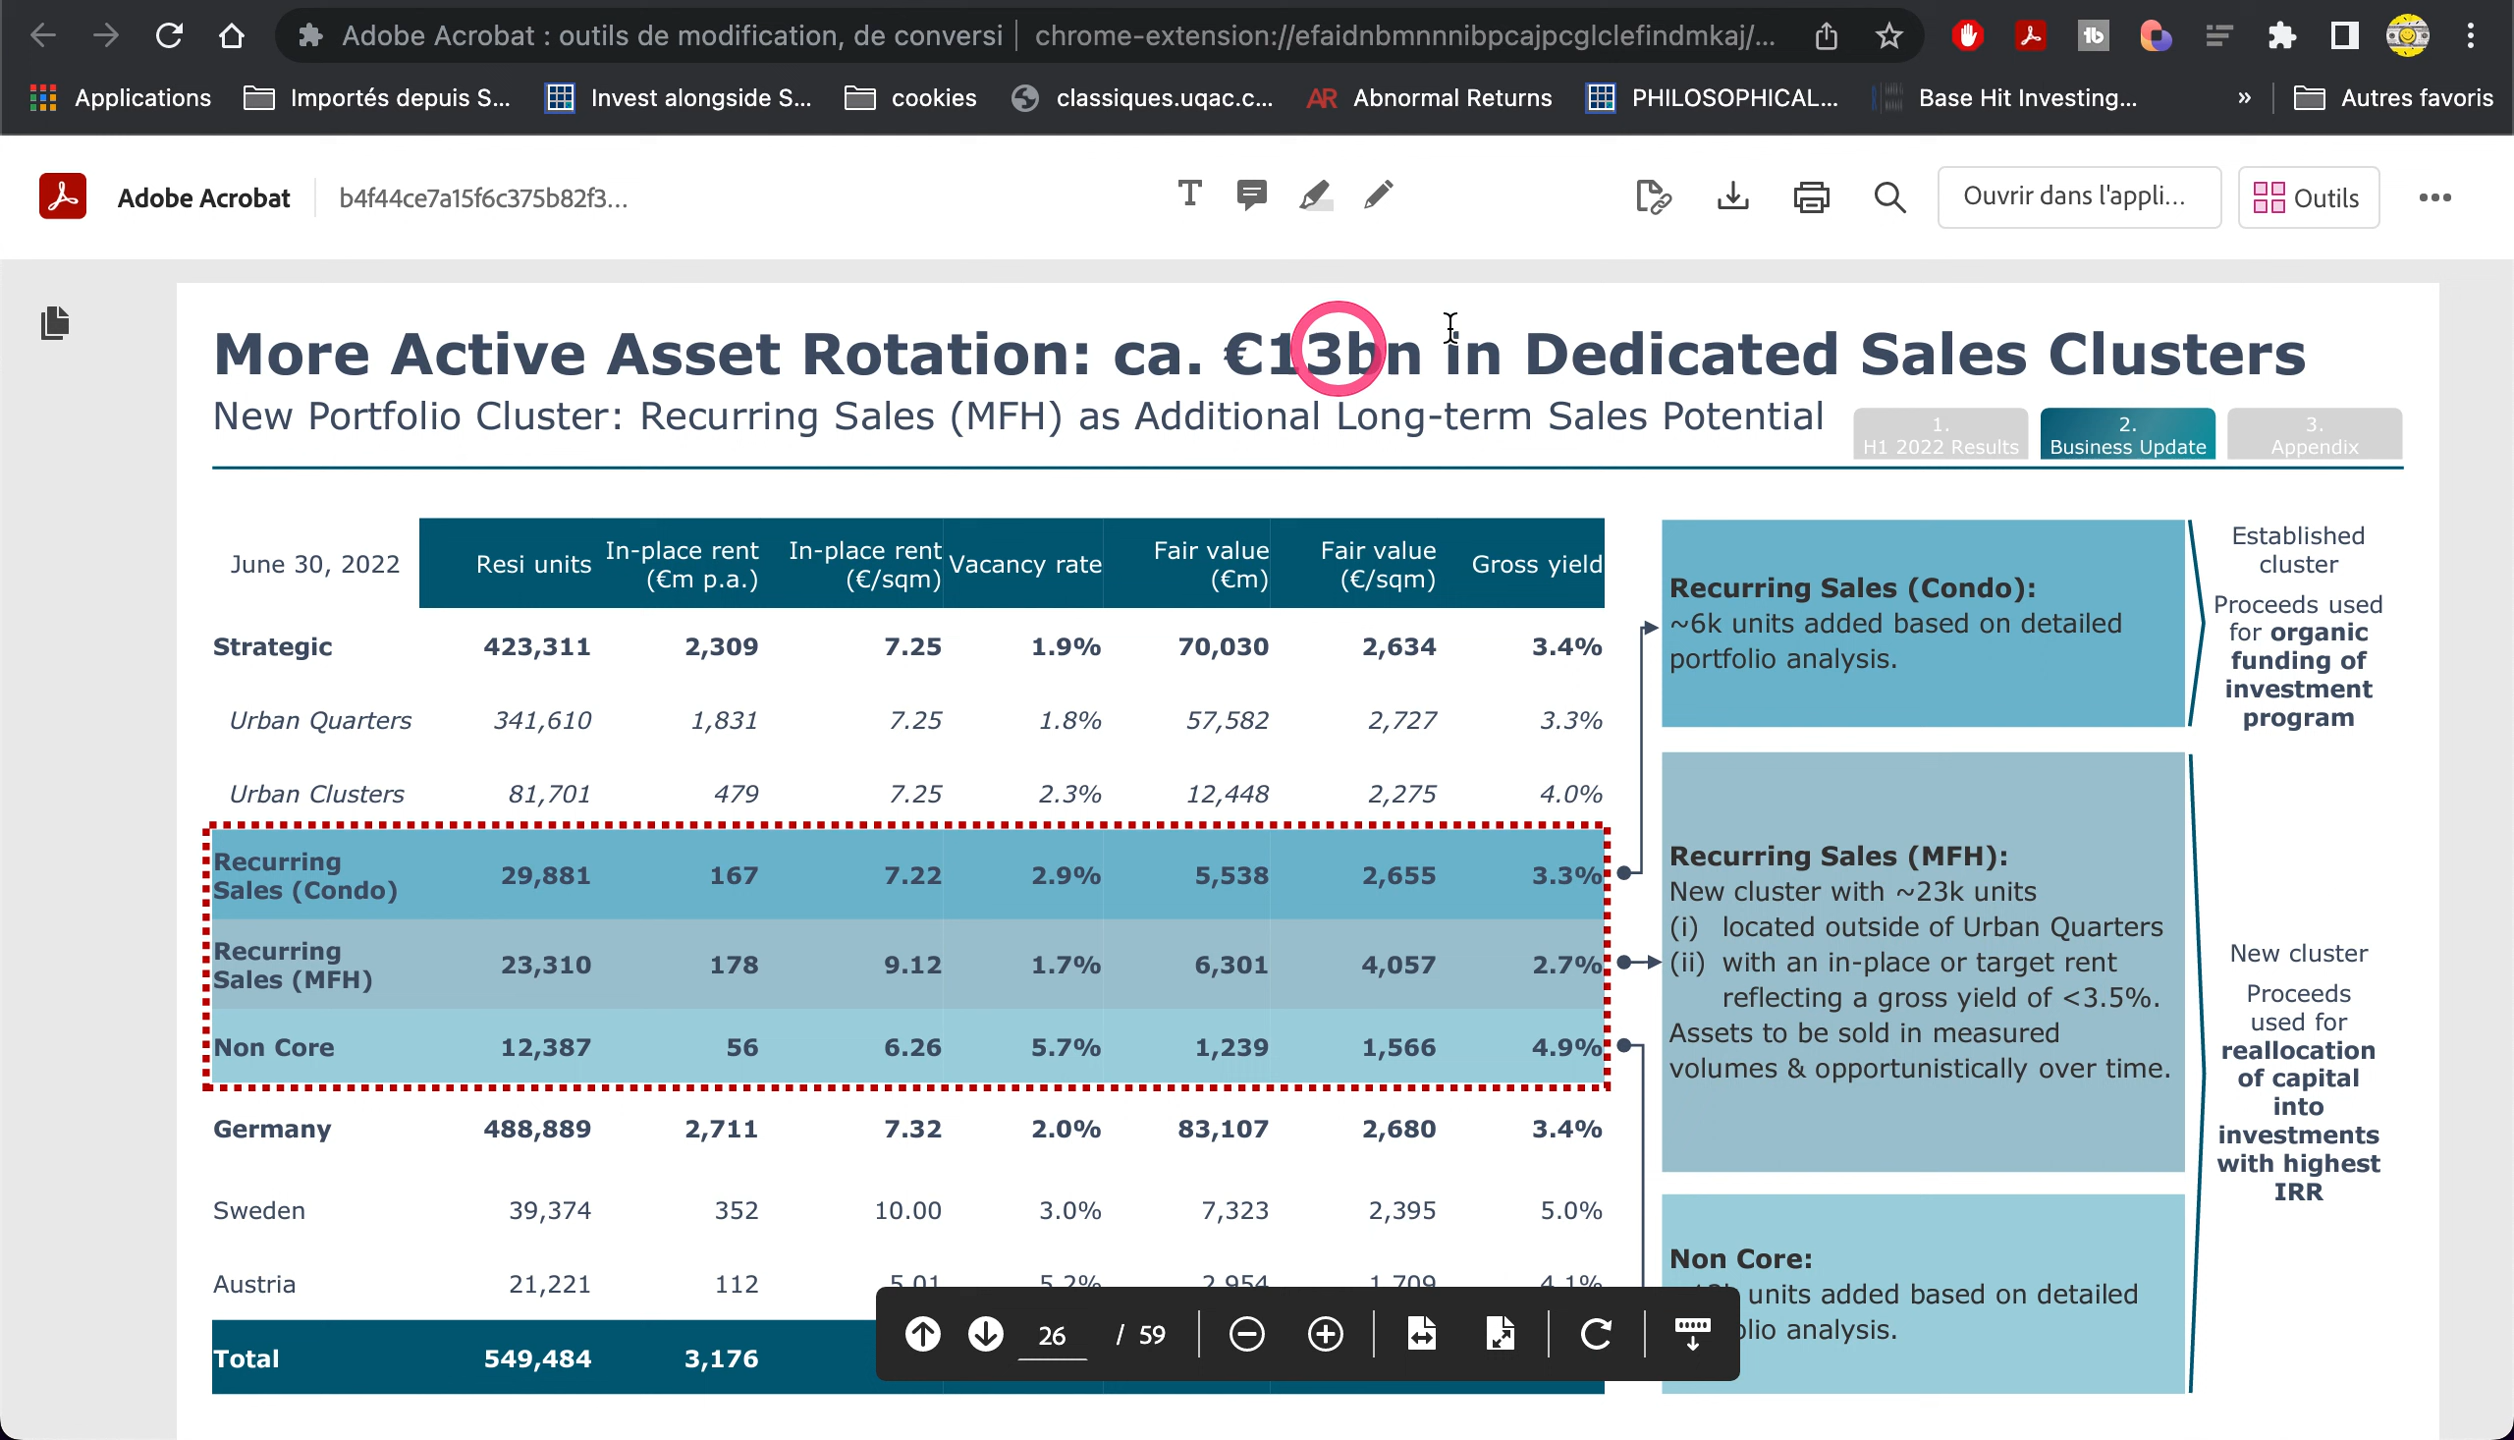 Adobe Acrobat : outils de modification, de conversi chrome-extension://efaidnbmnnnibpcajpcglclefindmkaj/...
Applications Importés depuis S... Invest alongside S... cookies classiques.uqac.c... AR Abnormal Returns PHILOSOPHICAL... Base Hit Investing... » Autres favoris
Adobe Acrobat b4f44ce7a15f6c375b82f3... Ouvrir dans l'appli... Outils
More Active Asset Rotation: ca. €13bn in Dedicated Sales Clusters
New Portfolio Cluster: Recurring Sales (MFH) as Additional Long-term Sales Potential
1.
H1 2022 Results
2.
Business Update
3.
Appendix
June 30, 2022 Resi units In-place rent (€m p.a.) In-place rent (€/sqm) Vacancy rate Fair value (€m) Fair value (€/sqm) Gross yield
Strategic 423,311 2,309 7.25 1.9% 70,030 2,634 3.4%
Urban Quarters 341,610 1,831 7.25 1.8% 57,582 2,727 3.3%
Urban Clusters 81,701 479 7.25 2.3% 12,448 2,275 4.0%
Recurring Sales (Condo) 29,881 167 7.22 2.9% 5,538 2,655 3.3%
Recurring Sales (MFH) 23,310 178 9.12 1.7% 6,301 4,057 2.7%
Non Core 12,387 56 6.26 5.7% 1,239 1,566 4.9%
Germany 488,889 2,711 7.32 2.0% 83,107 2,680 3.4%
Sweden 39,374 352 10.00 3.0% 7,323 2,395 5.0%
Austria 21,221 112 5.01 5.2% 2,954 1,709 4.1%
Total 549,484 3,176
Recurring Sales (Condo):
~6k units added based on detailed
portfolio analysis.
Recurring Sales (MFH):
New cluster with ~23k units
(i) located outside of Urban Quarters
(ii) with an in-place or target rent
reflecting a gross yield of <3.5%.
Assets to be sold in measured
volumes & opportunistically over time.
Non Core:
units added based on detailed
olio analysis.
Established
cluster
Proceeds used
for organic
funding of
investment
program
New cluster
Proceeds
used for
reallocation
of capital
into
investments
with highest
IRR
26 / 59